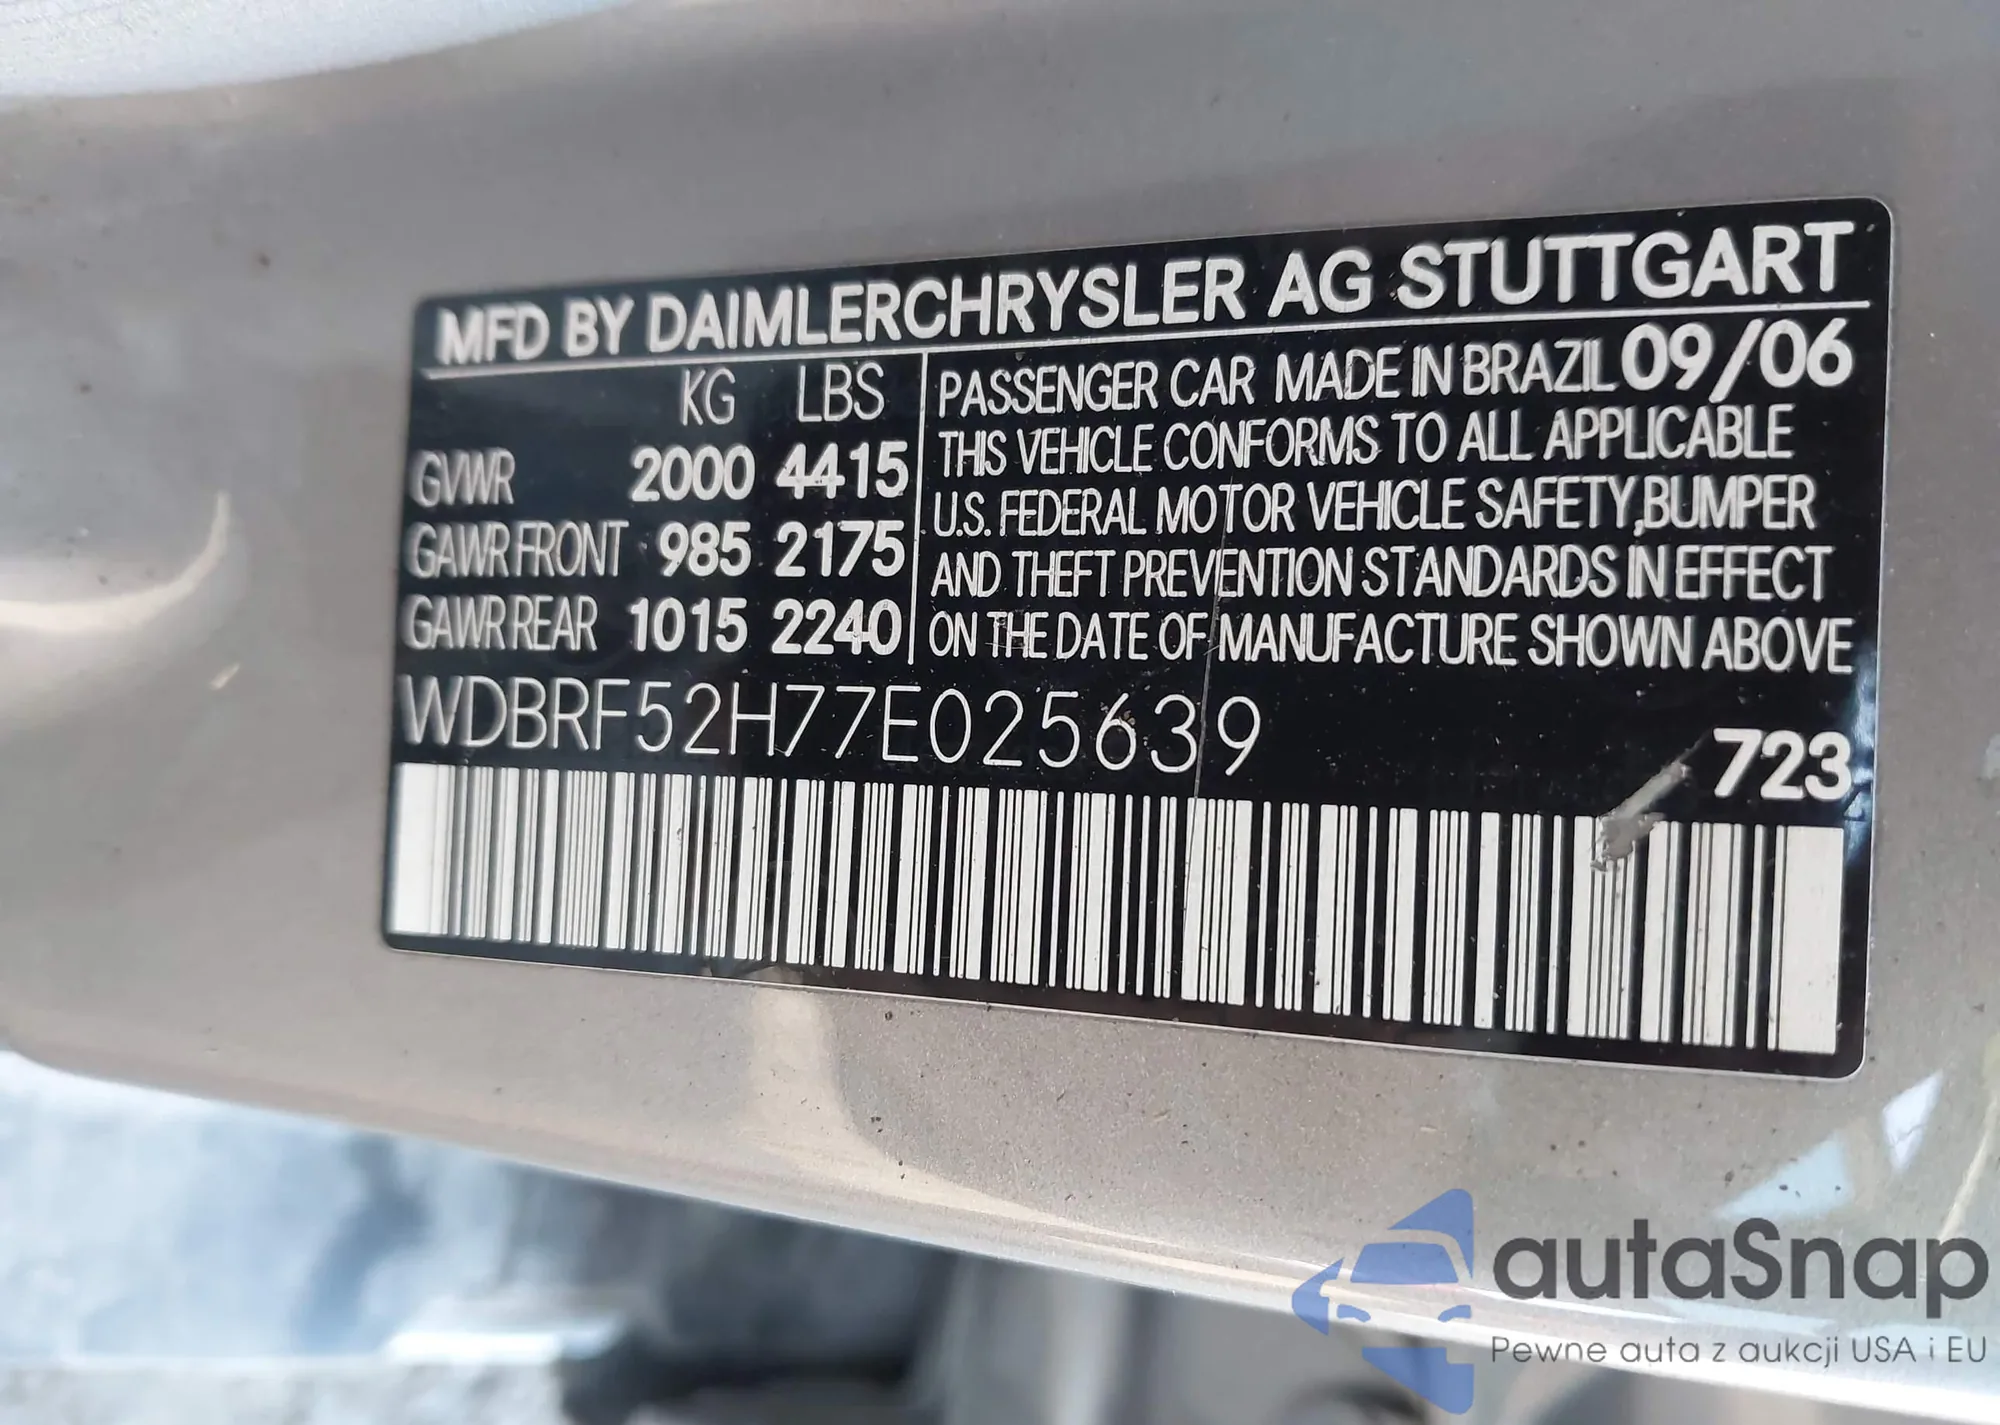 MFD BY DAIMLERCHRYSLER AG STUTTGART
KG LBS
GVWR 2000 4415
GAWR FRONT 985 2175
GAWR REAR 1015 2240
PASSENGER CAR MADE IN BRAZIL 09/06
THIS VEHICLE CONFORMS TO ALL APPLICABLE
U.S. FEDERAL MOTOR VEHICLE SAFETY, BUMPER
AND THEFT PREVENTION STANDARDS IN EFFECT
ON THE DATE OF MANUFACTURE SHOWN ABOVE
WDBRF52H77E025639
723
autaSnap
Pewne auta z aukcji USA i EU